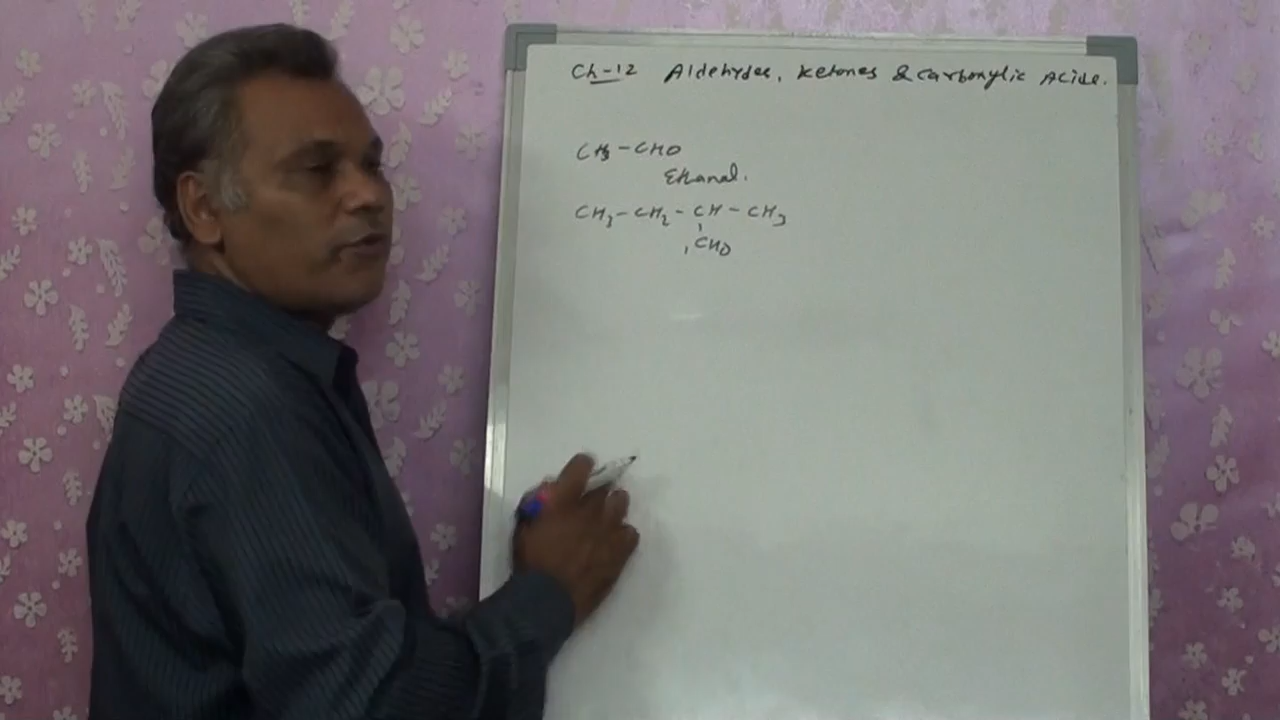 Ch-12 Aldehydes, Ketones & Carboxylic Acids.
CH3-CHO
Ethanal.
CH3-CH2-CH-CH3
CHO